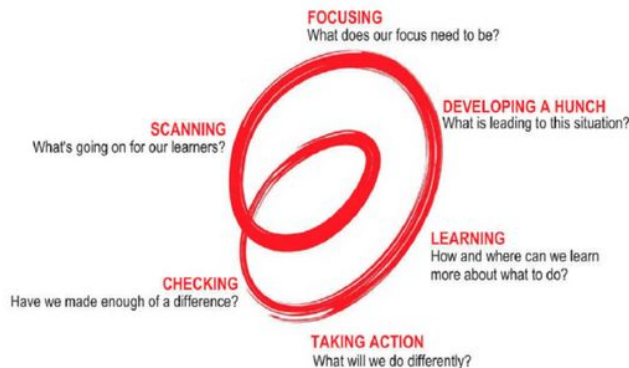 FOCUSING
What does our focus need to be?
DEVELOPING A HUNCH
What is leading to this situation?
SCANNING
What's going on for our learners?
LEARNING
How and where can we learn
more about what to do?
CHECKING
Have we made enough of a difference?
TAKING ACTION
What will we do differently?